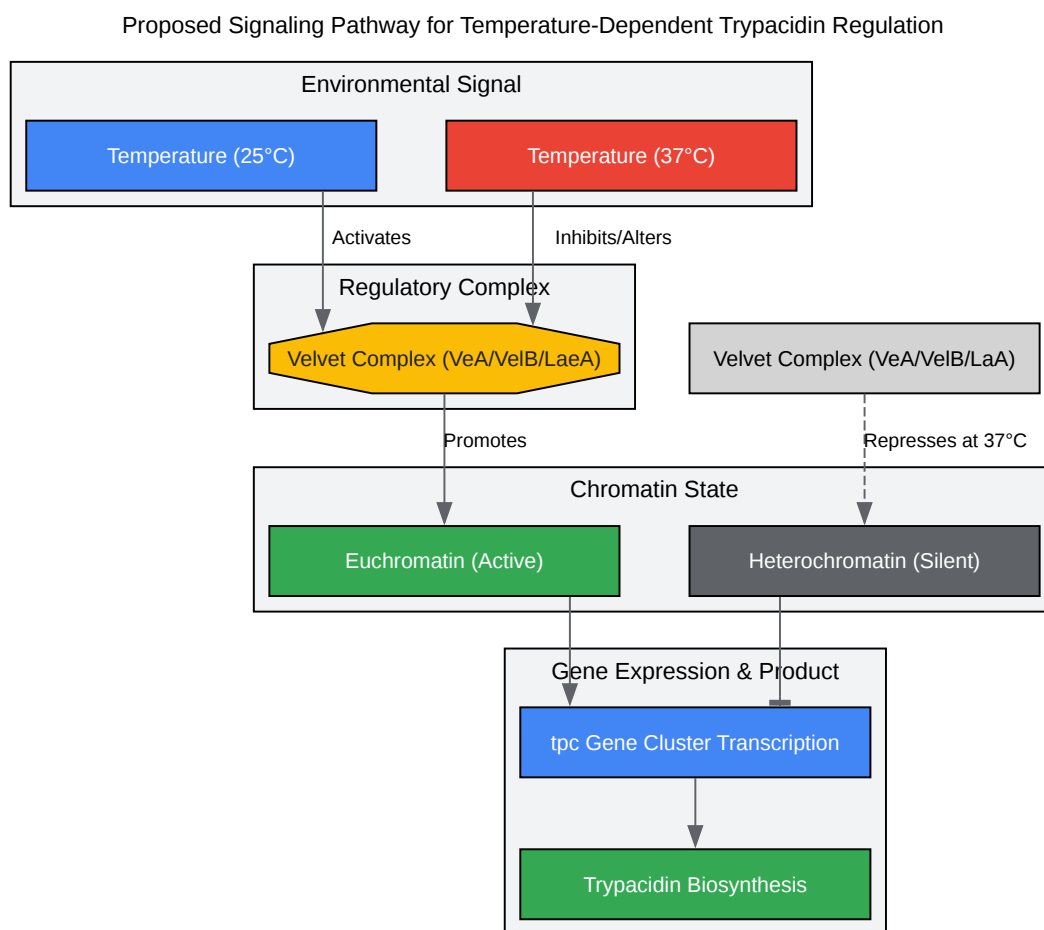 Proposed Signaling Pathway for Temperature-Dependent Trypacidin Regulation
Environmental Signal
Temperature (25°C)
Temperature (37°C)
Activates
Inhibits/Alters
Regulatory Complex
Velvet Complex (VeA/VelB/LaeA)
Velvet Complex (VeA/VelB/LaA)
Promotes
Represses at 37°C
Chromatin State
Euchromatin (Active)
Heterochromatin (Silent)
Gene Expression & Product
tpc Gene Cluster Transcription
Trypacidin Biosynthesis